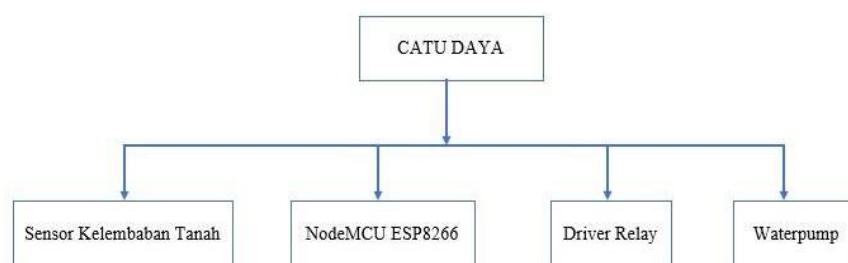 CATU DAYA
Sensor Kelembaban Tanah
NodeMCU ESP8266
Driver Relay
Waterpump